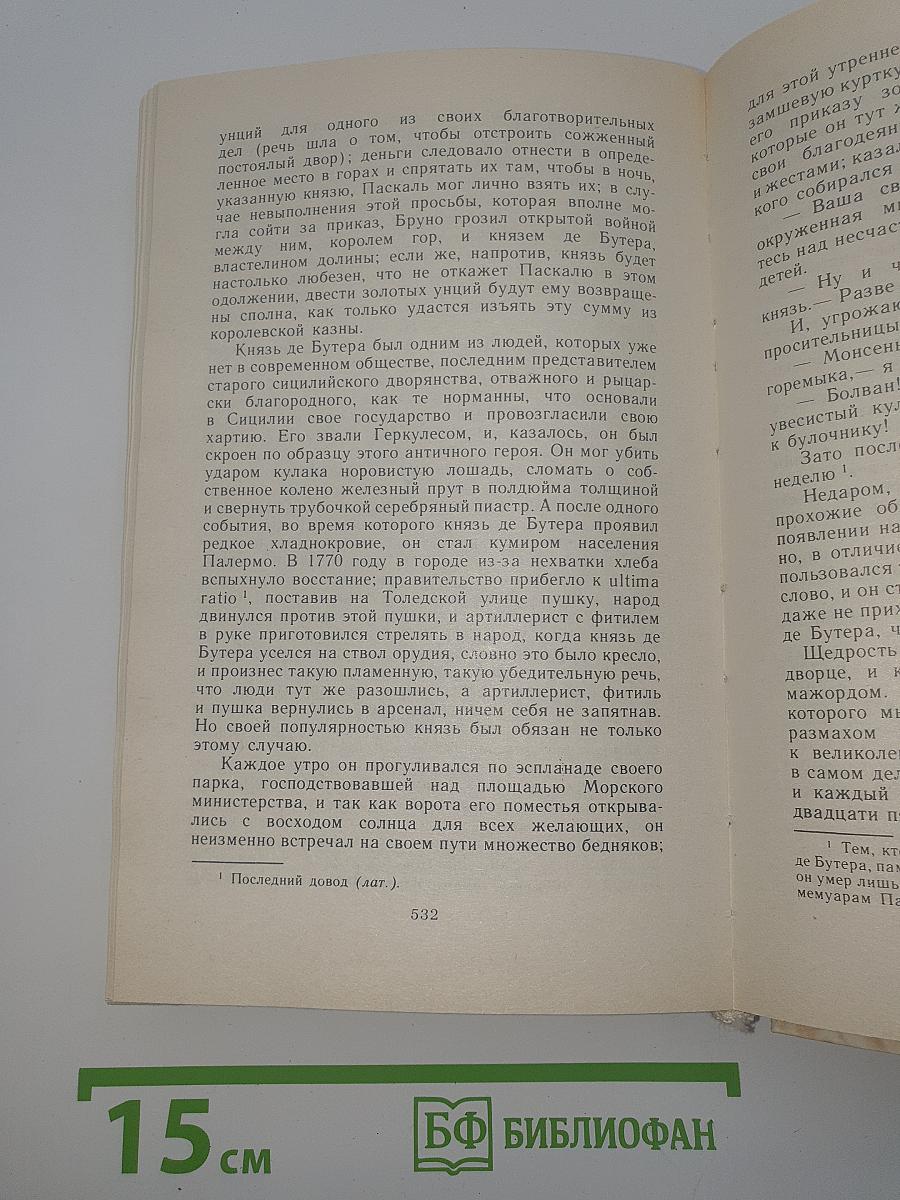 унций для одного из своих благотворительных
дел (речь шла о том, чтобы отстроить сожженный
постоялый двор); деньги следовало отнести в опреде-
ленное место в горах и спрятать их там, чтобы в ночь,
указанную князю, Паскаль мог лично взять их; в слу-
чае невыполнения этой просьбы, которая вполне мо-
гла сойти за приказ, Бруно грозил открытой войной
между ним, королем гор, и князем де Бутера,
властелином долины; если же, напротив, князь будет
настолько любезен, что не откажет Паскалю в этом
одолжении, двести золотых унций будут ему возвраще-
ны сполна, как только удастся изъять эту сумму из
королевской казны.
Князь де Бутера был одним из людей, которых уже
нет в современном обществе, последним представителем
старого сицилийского дворянства, отважного и рыцар-
ски благородного, как те норманны, что основали
в Сицилии свое государство и провозгласили свою
хартию. Его звали Геркулесом, и, казалось, он был
скроен по образцу этого античного героя. Он мог убить
ударом кулака норовистую лошадь, сломать о соб-
ственное колено железный прут в полдюйма толщиной
и свернуть трубочкой серебряный пиастр. А после одного
события, во время которого князь де Бутера проявил
редкое хладнокровие, он стал кумиром населения
Палермо. В 1770 году в городе из-за нехватки хлеба
вспыхнуло восстание; правительство прибегло к ultima
ratio ¹, поставив на Толедской улице пушку, народ
двинулся против этой пушки, и артиллерист с фитилем
в руке приготовился стрелять в народ, когда князь де
Бутера уселся на ствол орудия, словно это было кресло,
и произнес такую пламенную, такую убедительную речь,
что люди тут же разошлись, а артиллерист, фитиль
и пушка вернулись в арсенал, ничем себя не запятнав.
Но своей популярностью князь был обязан не только
этому случаю.
Каждое утро он прогуливался по эспланаде своего
парка, господствовавшей над площадью Морского
министерства, и так как ворота его поместья открыва-
лись с восходом солнца для всех желающих, он
неизменно встречал на своем пути множество бедняков;
¹ Последний довод (лат.).
532
для этой утренне
замшевую куртку
его приказу зо
которые он тут ж
свои благодеян
и жестами; казал
кого собирался
— Ваша св
окруженная м
тесь над несчаст
детей.
— Ну и ч
князь.— Разве
И, угрожаю
просительницы
— Монсень
горемыка,— я
— Болван!
увесистый кул
к булочнику!
Зато посл
неделю ¹.
Недаром,
прохожие об
появлении на
но, в отличие
пользовался
слово, и он ст
даже не прих
де Бутера, ч
Щедрость
дворце, и к
мажордом.
которого мы
размахом
к великоле
в самом дел
и каждый
двадцати пя
¹ Тем, кто
де Бутера, пам
он умер лишь
мемуарам Па
15 см
БФ БИБЛИОФАН